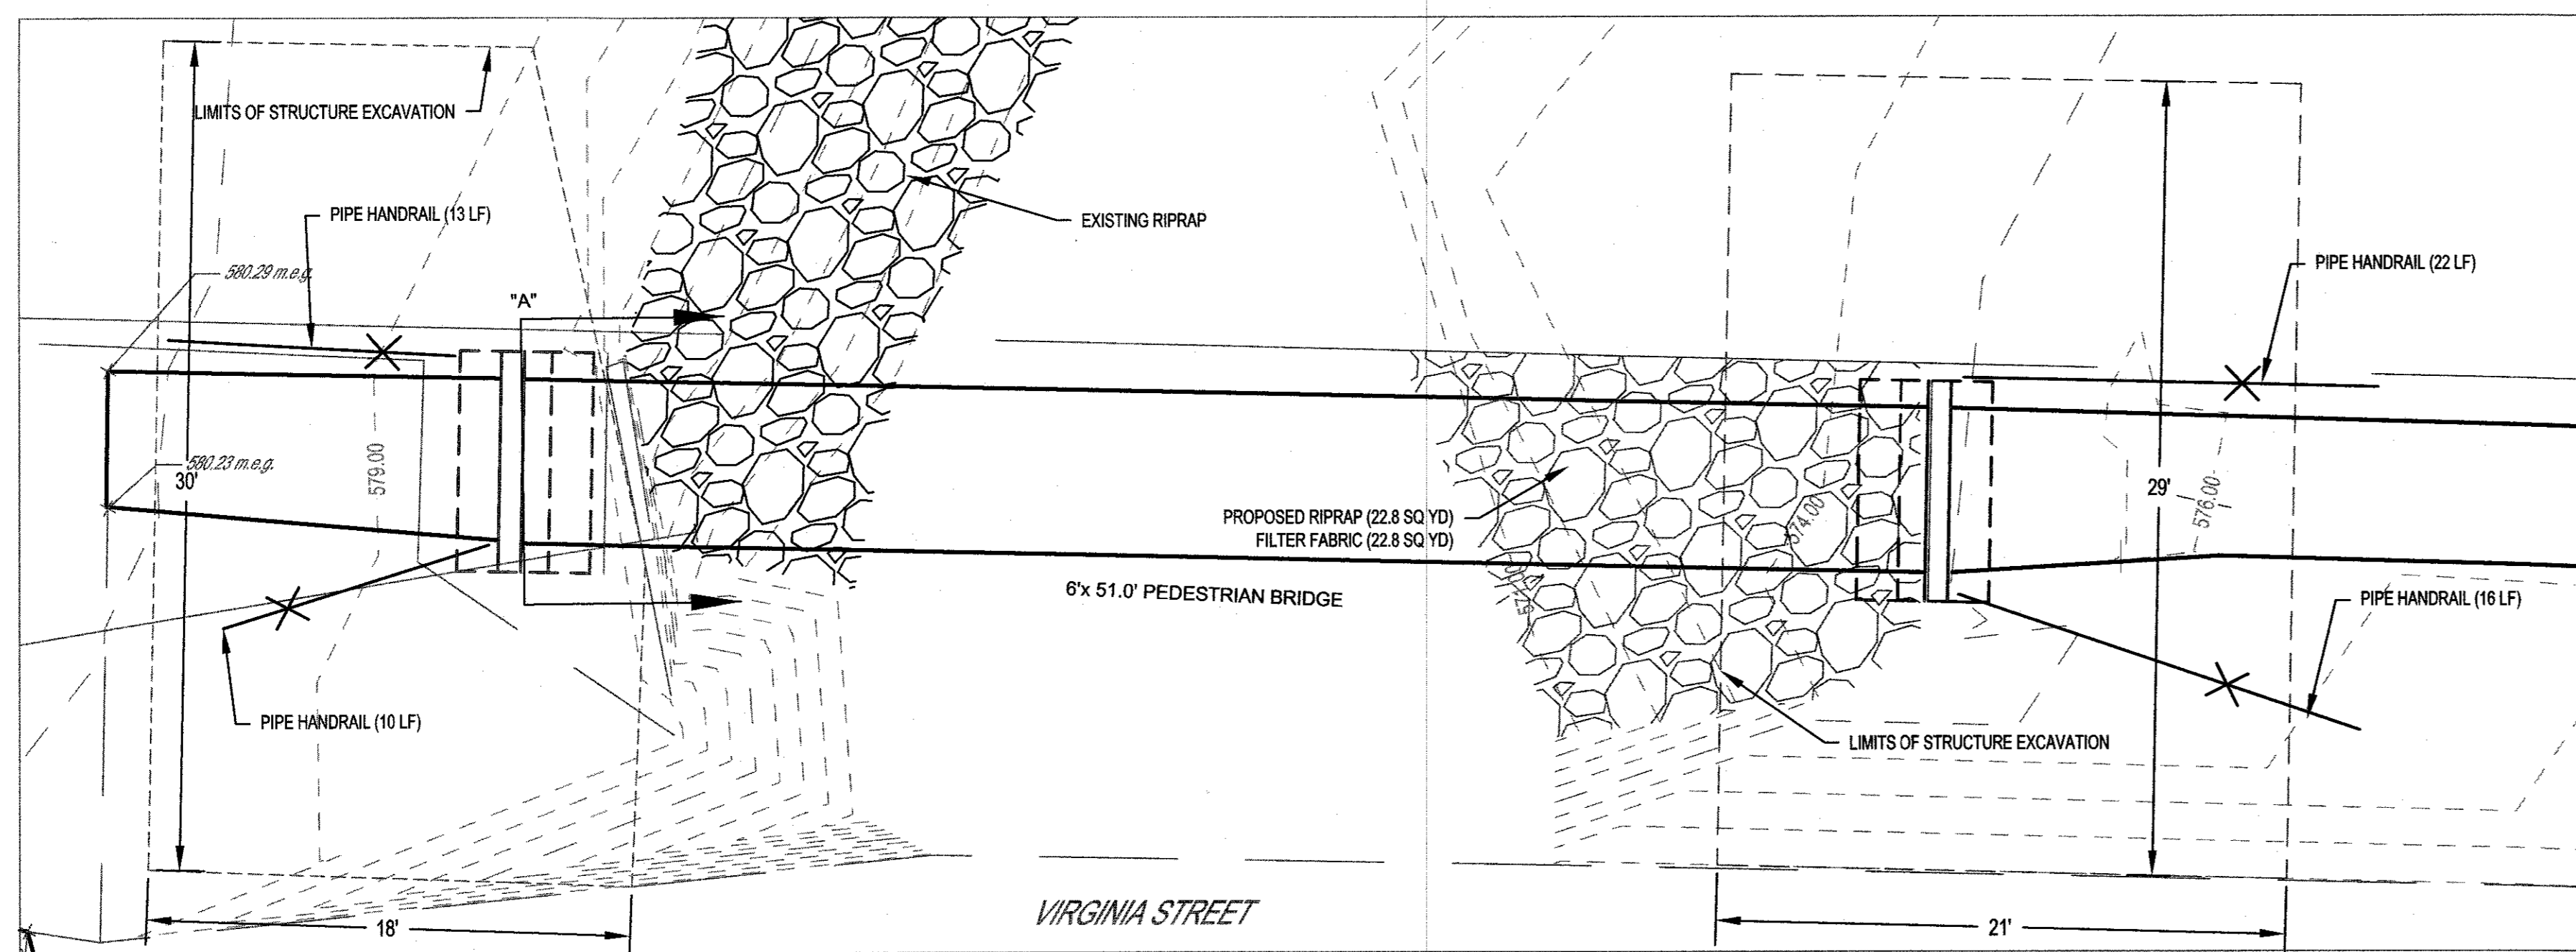 LIMITS OF STRUCTURE EXCAVATION
PIPE HANDRAIL (13 LF)
EXISTING RIPRAP
580.29 m.e.g.
"A"
PIPE HANDRAIL (22 LF)
580.23 m.e.g.
30'
579.00
29'
576.00
PROPOSED RIPRAP (22.8 SQ YD)
FILTER FABRIC (22.8 SQ YD)
574.00
6'x 51.0' PEDESTRIAN BRIDGE
PIPE HANDRAIL (16 LF)
PIPE HANDRAIL (10 LF)
LIMITS OF STRUCTURE EXCAVATION
VIRGINIA STREET
18'
21'